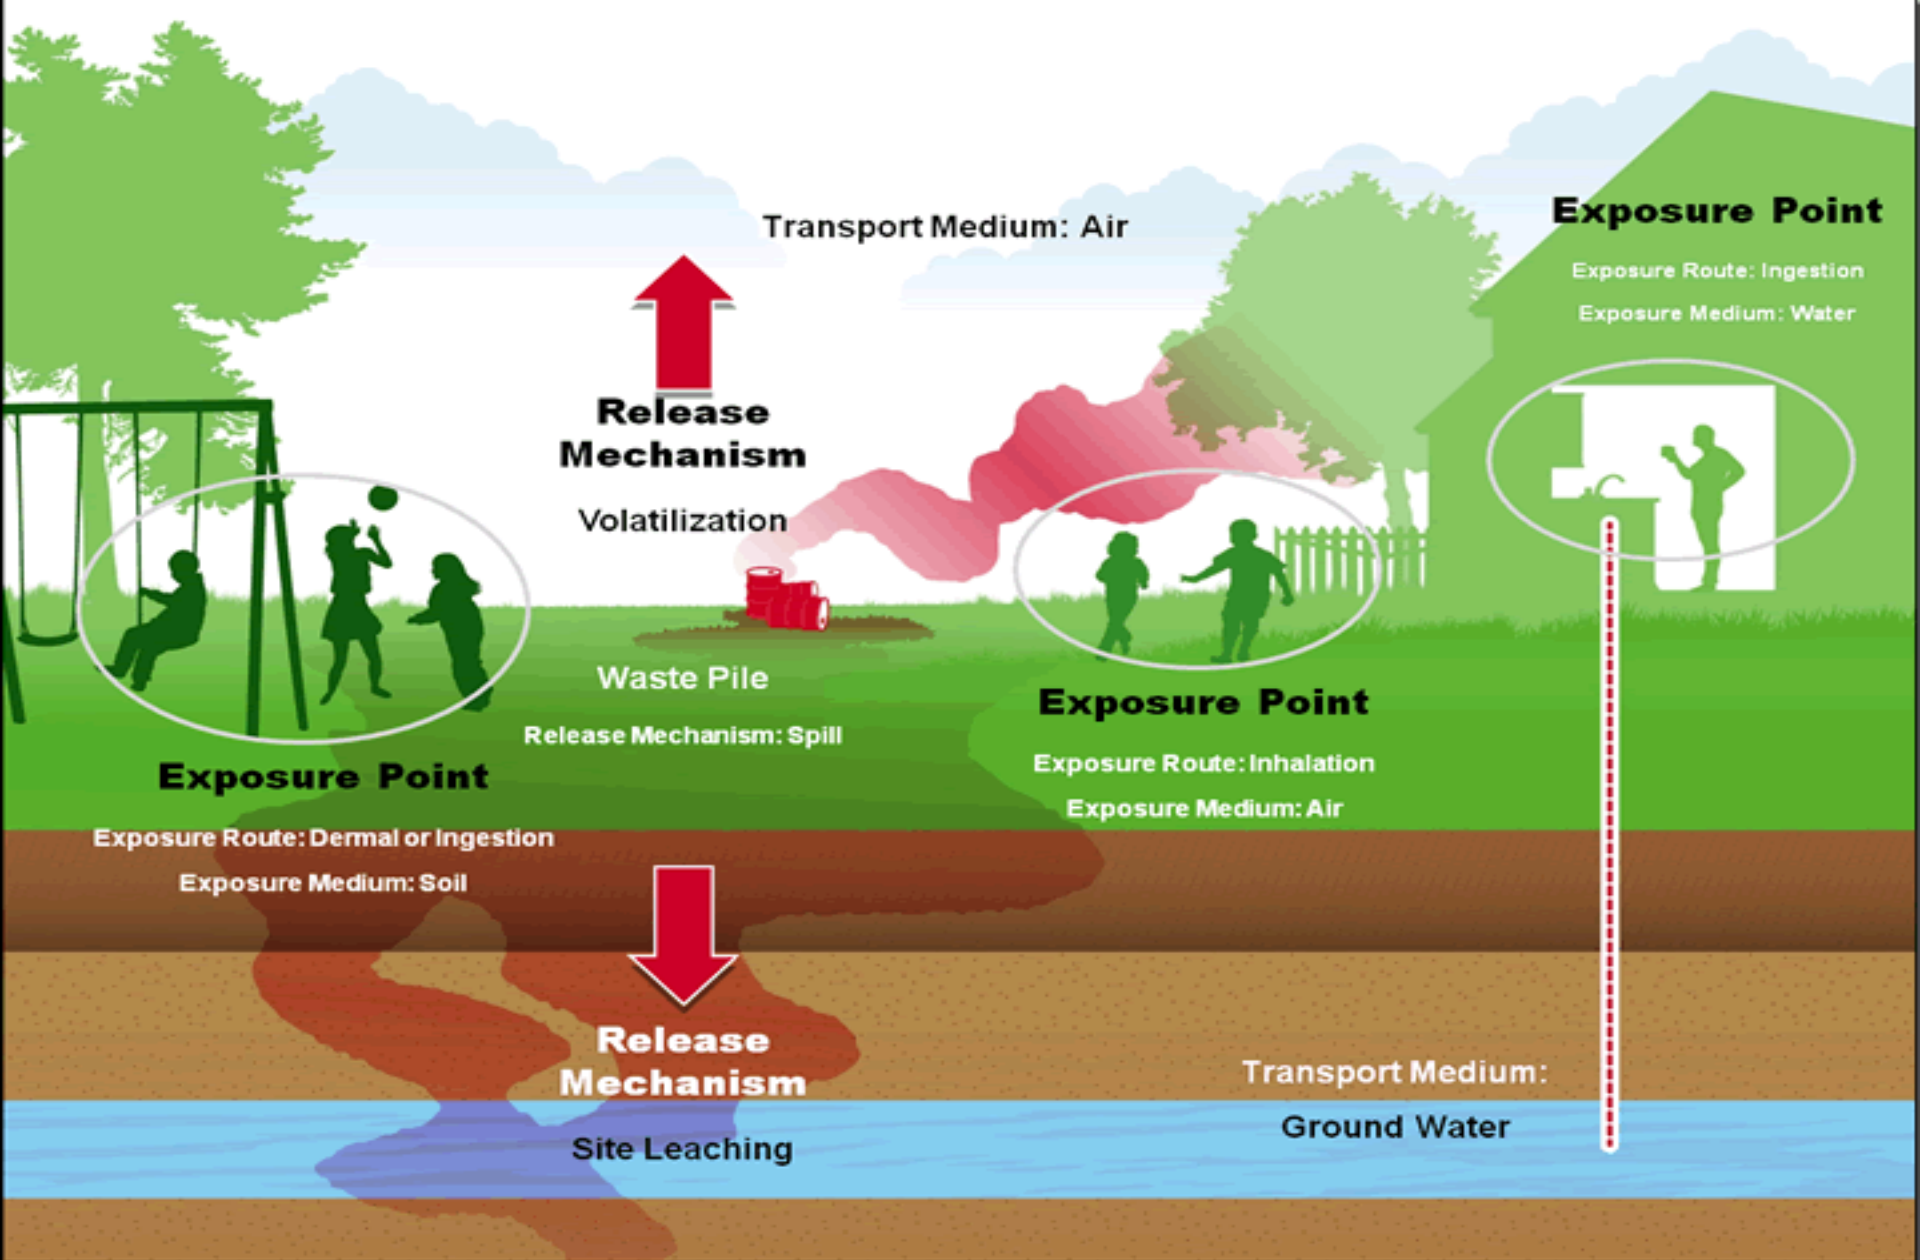 Transport Medium: Air
Release
Mechanism
Volatilization
Exposure Point
Exposure Route: Ingestion
Exposure Medium: Water
Waste Pile
Release Mechanism: Spill
Exposure Point
Exposure Route: Inhalation
Exposure Medium: Air
Exposure Point
Exposure Route: Dermal or Ingestion
Exposure Medium: Soil
Release
Mechanism
Site Leaching
Transport Medium:
Ground Water